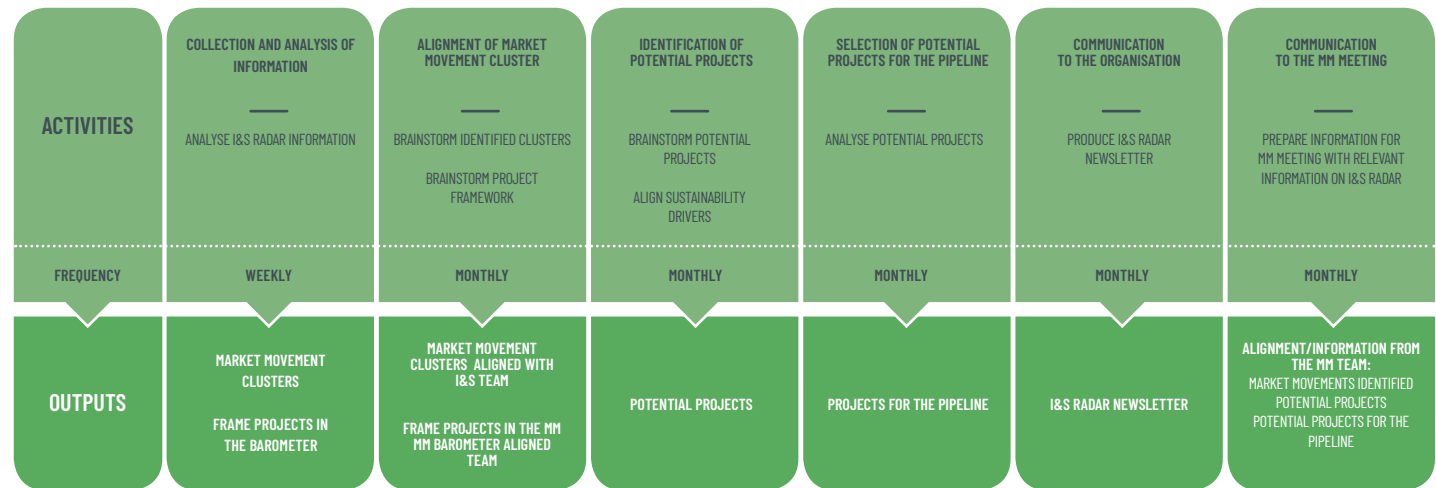 ACTIVITIES
FREQUENCY
OUTPUTS
COLLECTION AND ANALYSIS OF
INFORMATION
ANALYSE I&S RADAR INFORMATION
WEEKLY
MARKET MOVEMENT
CLUSTERS
FRAME PROJECTS IN
THE BAROMETER
ALIGNMENT OF MARKET
MOVEMENT CLUSTER
BRAINSTORM IDENTIFIED CLUSTERS
BRAINSTORM PROJECT
FRAMEWORK
MONTHLY
MARKET MOVEMENT
CLUSTERS ALIGNED WITH
I&S TEAM
FRAME PROJECTS IN THE MM
MM BAROMETER ALIGNED
TEAM
IDENTIFICATION OF
POTENTIAL PROJECTS
BRAINSTORM POTENTIAL
PROJECTS
ALIGN SUSTAINABILITY
DRIVERS
MONTHLY
POTENTIAL PROJECTS
SELECTION OF POTENTIAL
PROJECTS FOR THE PIPELINE
ANALYSE POTENTIAL PROJECTS
MONTHLY
PROJECTS FOR THE PIPELINE
COMMUNICATION
TO THE ORGANISATION
PRODUCE I&S RADAR
NEWSLETTER
MONTHLY
I&S RADAR NEWSLETTER
COMMUNICATION
TO THE MM MEETING
PREPARE INFORMATION FOR
MM MEETING WITH RELEVANT
INFORMATION ON I&S RADAR
MONTHLY
ALIGNMENT/INFORMATION FROM
THE MM TEAM:
MARKET MOVEMENTS IDENTIFIED
POTENTIAL PROJECTS
POTENTIAL PROJECTS FOR THE
PIPELINE